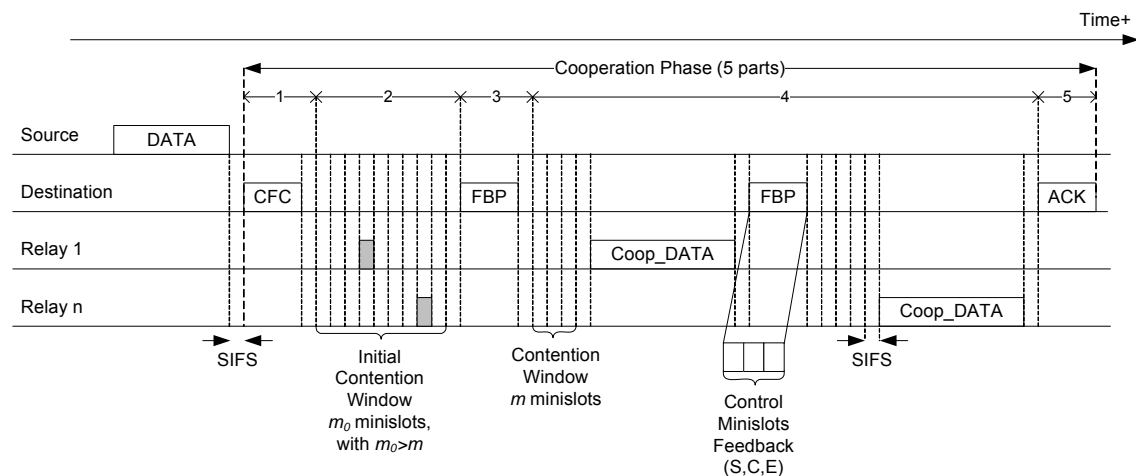 Time+
Cooperation Phase (5 parts)
1
2
3
4
5
Source
DATA
Destination
CFC
FBP
FBP
ACK
Relay 1
Coop_DATA
Relay n
Coop_DATA
SIFS
Initial
Contention
Window
m₀ minislots,
with m₀>m
Contention
Window
m minislots
Control
Minislots
Feedback
(S,C,E)
SIFS